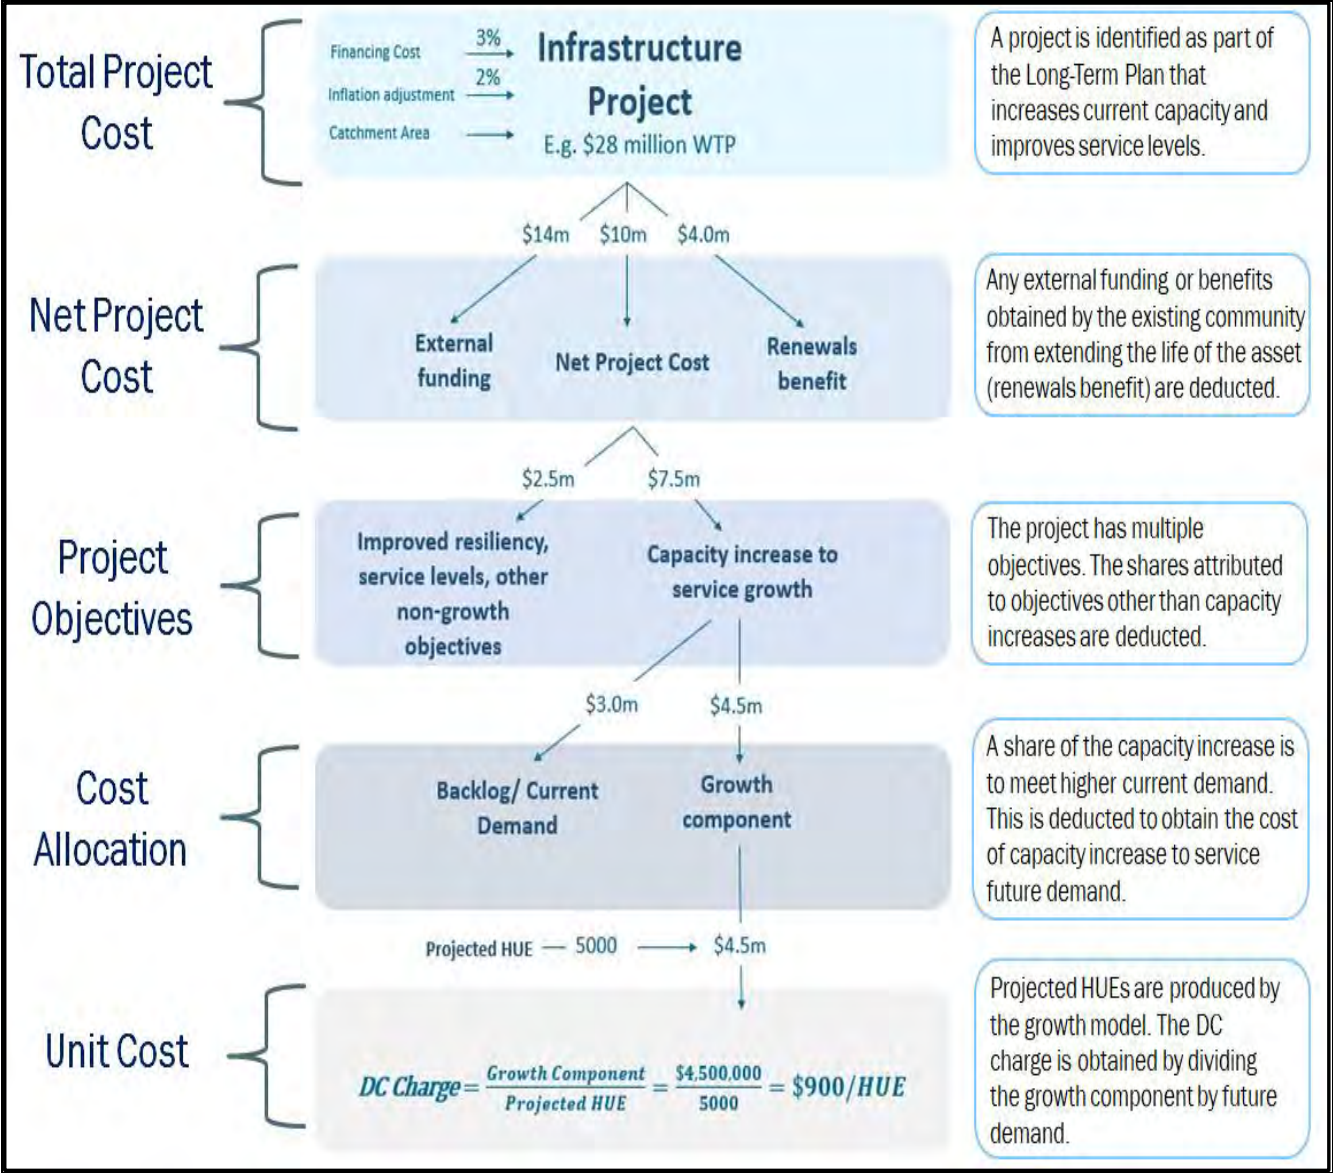 Total Project
Cost
Financing Cost
3%
Inflation adjustment
2%
Catchment Area
Infrastructure
Project
E.g. $28 million WTP
A project is identified as part of
the Long-Term Plan that
increases current capacity and
improves service levels.
$14m $10m $4.0m
Net Project
Cost
External
funding
Net Project Cost
Renewals
benefit
Any external funding or benefits
obtained by the existing community
from extending the life of the asset
(renewals benefit) are deducted.
$2.5m $7.5m
Project
Objectives
Improved resiliency,
service levels, other
non-growth
objectives
Capacity increase to
service growth
The project has multiple
objectives. The shares attributed
to objectives other than capacity
increases are deducted.
$3.0m $4.5m
Cost
Allocation
Backlog/ Current
Demand
Growth
component
A share of the capacity increase is
to meet higher current demand.
This is deducted to obtain the cost
of capacity increase to service
future demand.
Projected HUE — 5000 $4.5m
Unit Cost
DC Charge = Growth Component / Projected HUE = $4,500,000 / 5000 = $900/HUE
Projected HUEs are produced by
the growth model. The DC
charge is obtained by dividing
the growth component by future
demand.